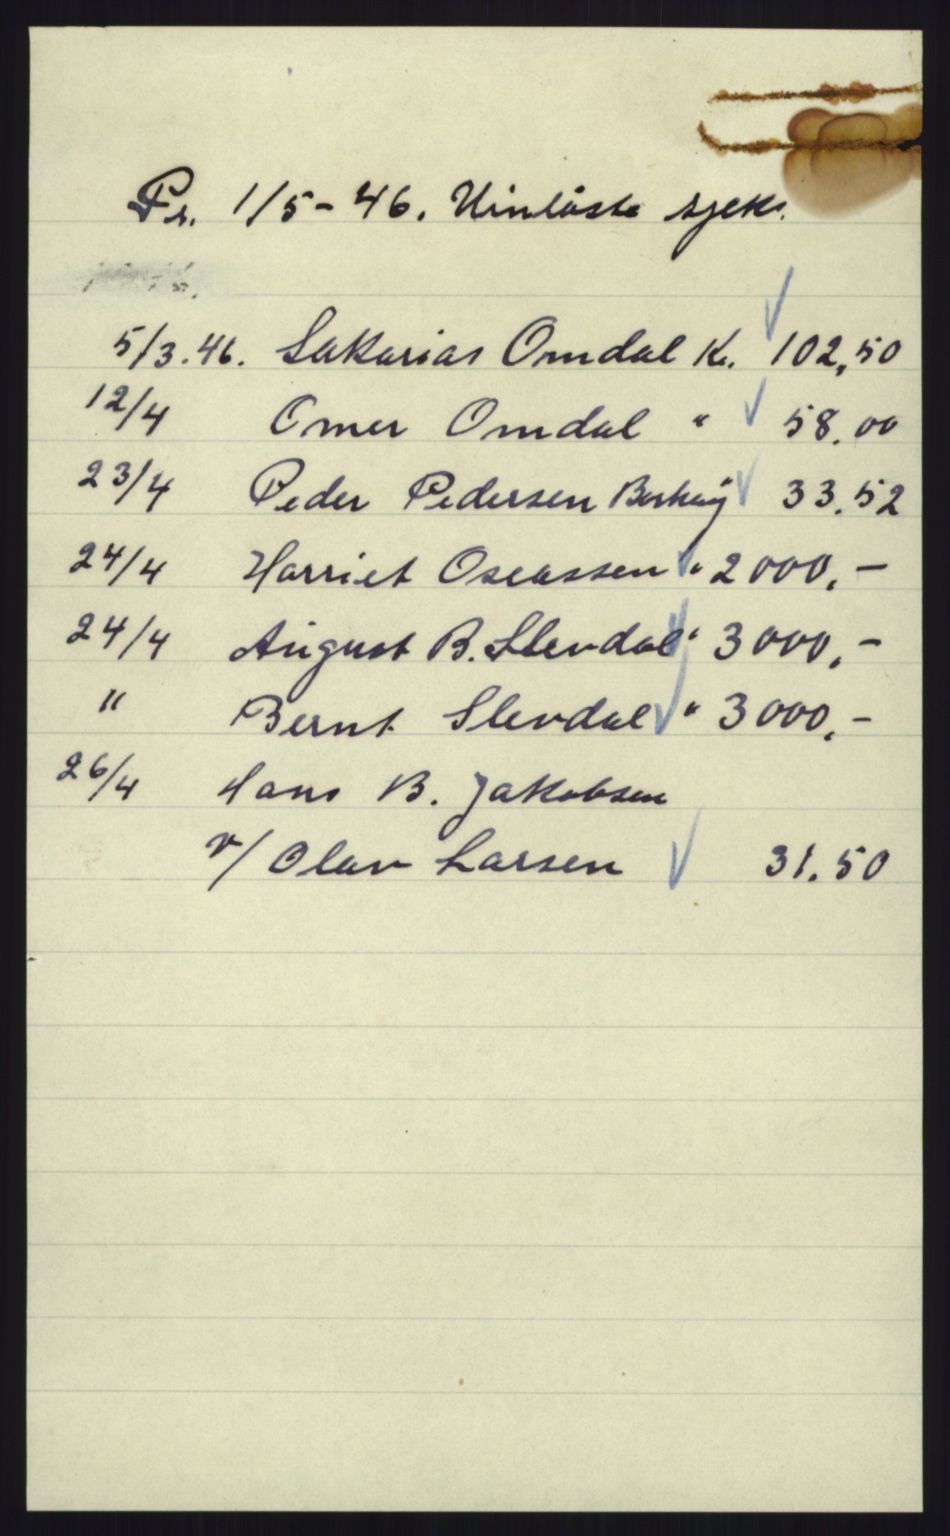 Pr. 1/5-46. Uinløste sjek.
5/3.46. Sakarias Omdal Kr. 102,50
12/4 Omer Omdal " 58.00
23/4 Peder Pedersen 33.52
24/4 Harriet Oseassen " 2000,-
24/4 August B. Slevdal " 3000,-
" Bernt Slevdal " 3000,-
26/4 Hans B. Jakobsen
v/ Olav Larsen 31.50